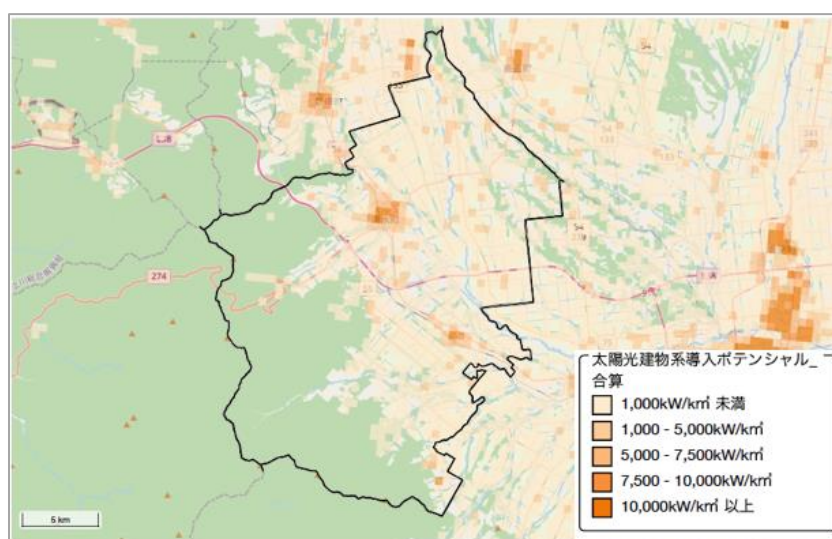 274
54
太陽光建物系導入ポテンシャル_
合算
1,000kW/k㎡ 未満
1,000 - 5,000kW/k㎡
5,000 - 7,500kW/k㎡
7,500 - 10,000kW/k㎡
10,000kW/k㎡ 以上
5 km